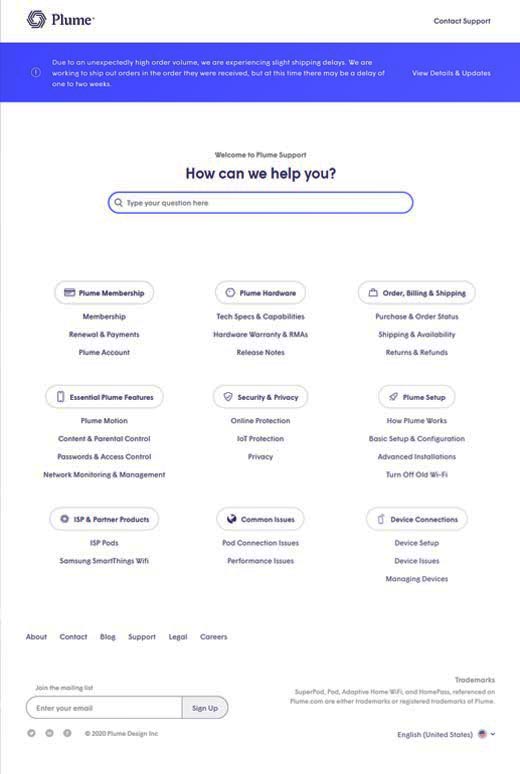 Plume
Contact Support
Due to an unexpectedly high order volume, we are experiencing slight shipping delays. We are
working to ship out orders in the order they were received, but at this time there may be a delay of
one to two weeks.
View Details & Updates
Welcome to Plume Support
How can we help you?
Type your question here
Plume Membership
Membership
Renewal & Payments
Plume Account
Plume Hardware
Tech Specs & Capabilities
Hardware Warranty & RMAs
Release Notes
Order, Billing & Shipping
Purchase & Order Status
Shipping & Availability
Returns & Refunds
Essential Plume Features
Plume Motion
Content & Parental Control
Passwords & Access Control
Network Monitoring & Management
Security & Privacy
Online Protection
IoT Protection
Privacy
Plume Setup
How Plume Works
Basic Setup & Configuration
Advanced Installations
Turn Off Old Wi-Fi
ISP & Partner Products
ISP Pods
Samsung SmartThings Wifi
Common Issues
Pod Connection Issues
Performance Issues
Device Connections
Device Setup
Device Issues
Managing Devices
About Contact Blog Support Legal Careers
Join the mailing list
Enter your email
Sign Up
Trademarks
SuperPod, Pod, Adaptive Home WiFi, and HomePass, referenced on
Plume.com are either trademarks or registered trademarks of Plume.
© 2020 Plume Design Inc
English (United States)